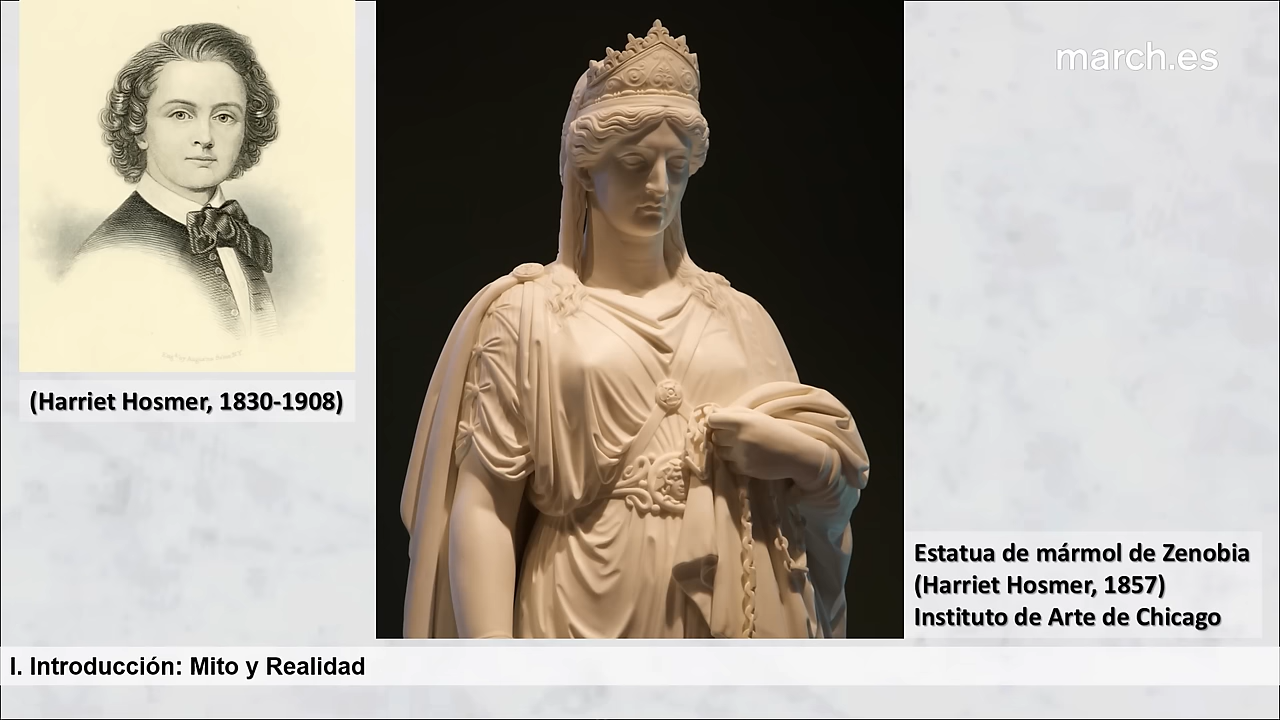 march.es
(Harriet Hosmer, 1830-1908)
Estatua de mármol de Zenobia
(Harriet Hosmer, 1857)
Instituto de Arte de Chicago
I. Introducción: Mito y Realidad